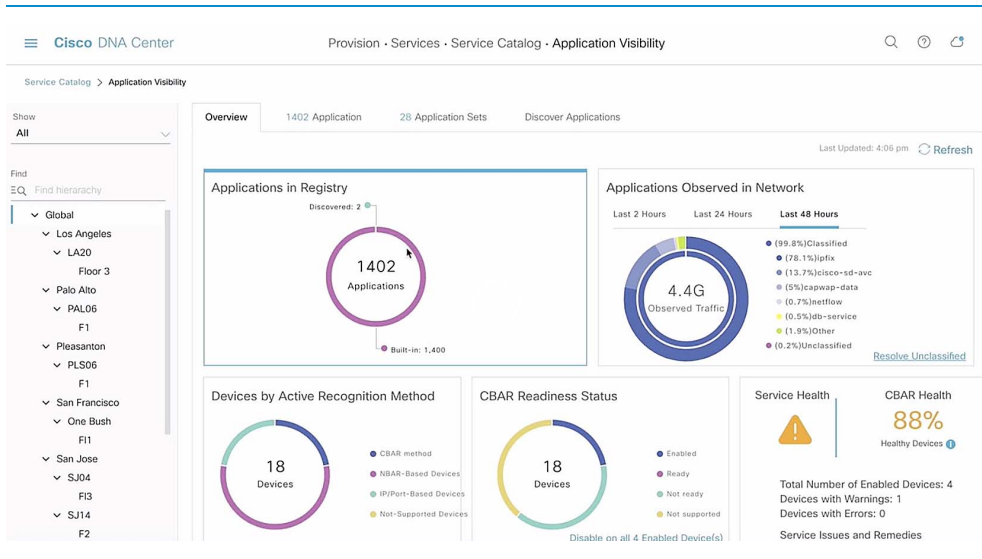 Cisco DNA Center
Provision · Services · Service Catalog · Application Visibility
Service Catalog > Application Visibility
Show
All
Find
Find hierarachy
Global
Los Angeles
LA20
Floor 3
Palo Alto
PAL06
F1
Pleasanton
PLS06
F1
San Francisco
One Bush
Fl1
San Jose
SJ04
Fl3
SJ14
F2
Overview
1402 Application
28 Application Sets
Discover Applications
Last Updated: 4:06 pm
Refresh
Applications in Registry
Discovered: 2
1402
Applications
Built-in: 1,400
Applications Observed in Network
Last 2 Hours
Last 24 Hours
Last 48 Hours
4.4G
Observed Traffic
(99.8%)Classified
(78.1%)ipfix
(13.7%)cisco-sd-avc
(5%)capwap-data
(0.7%)netflow
(0.5%)db-service
(1.9%)Other
(0.2%)Unclassified
Resolve Unclassified
Devices by Active Recognition Method
18
Devices
CBAR method
NBAR-Based Devices
IP/Port-Based Devices
Not-Supported Devices
CBAR Readiness Status
18
Devices
Enabled
Ready
Not ready
Not supported
Disable on all 4 Enabled Device(s)
Service Health
CBAR Health
88%
Healthy Devices
Total Number of Enabled Devices: 4
Devices with Warnings: 1
Devices with Errors: 0
Service Issues and Remedies